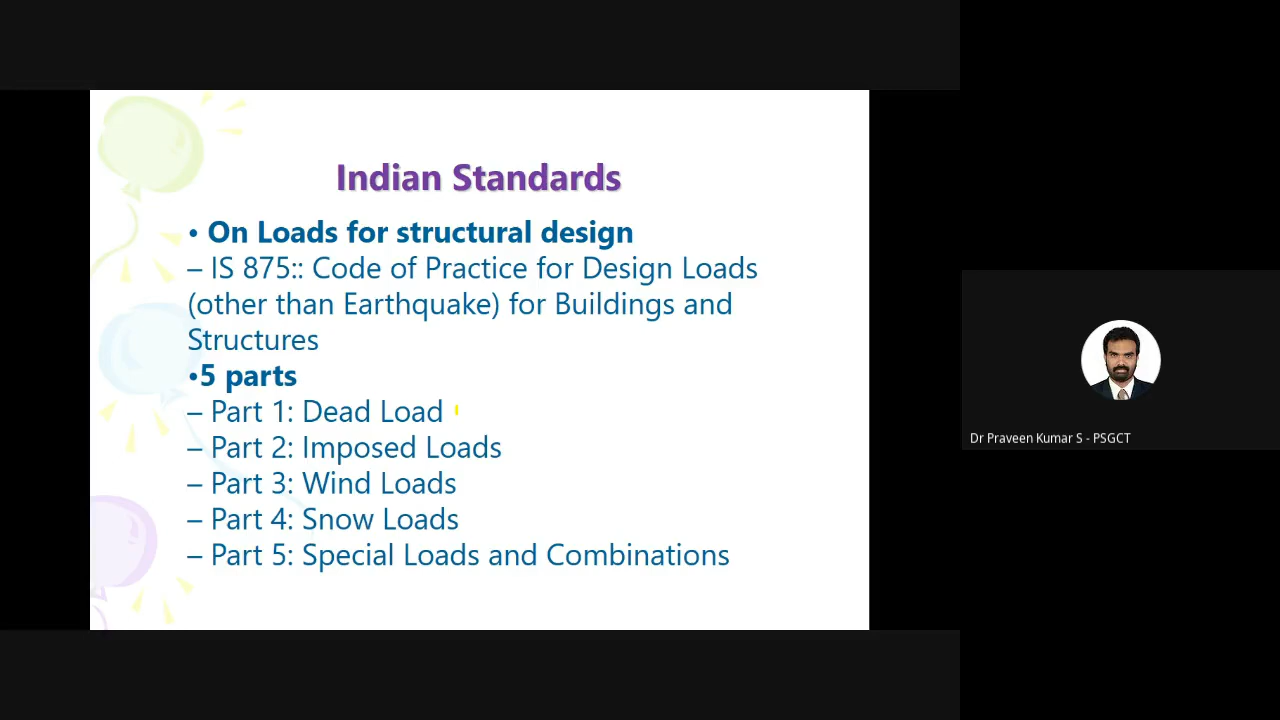 Indian Standards
• On Loads for structural design
– IS 875:: Code of Practice for Design Loads
(other than Earthquake) for Buildings and
Structures
•5 parts
– Part 1: Dead Load
– Part 2: Imposed Loads
– Part 3: Wind Loads
– Part 4: Snow Loads
– Part 5: Special Loads and Combinations
Dr Praveen Kumar S - PSGCT